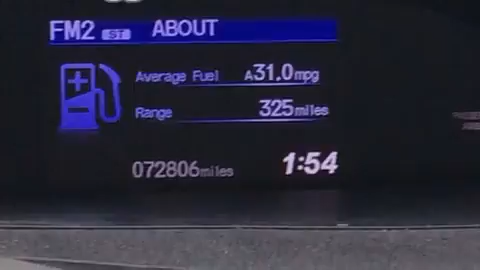 FM2 ST ABOUT
Average Fuel A31.0mpg
Range 325miles
072806miles 1:54